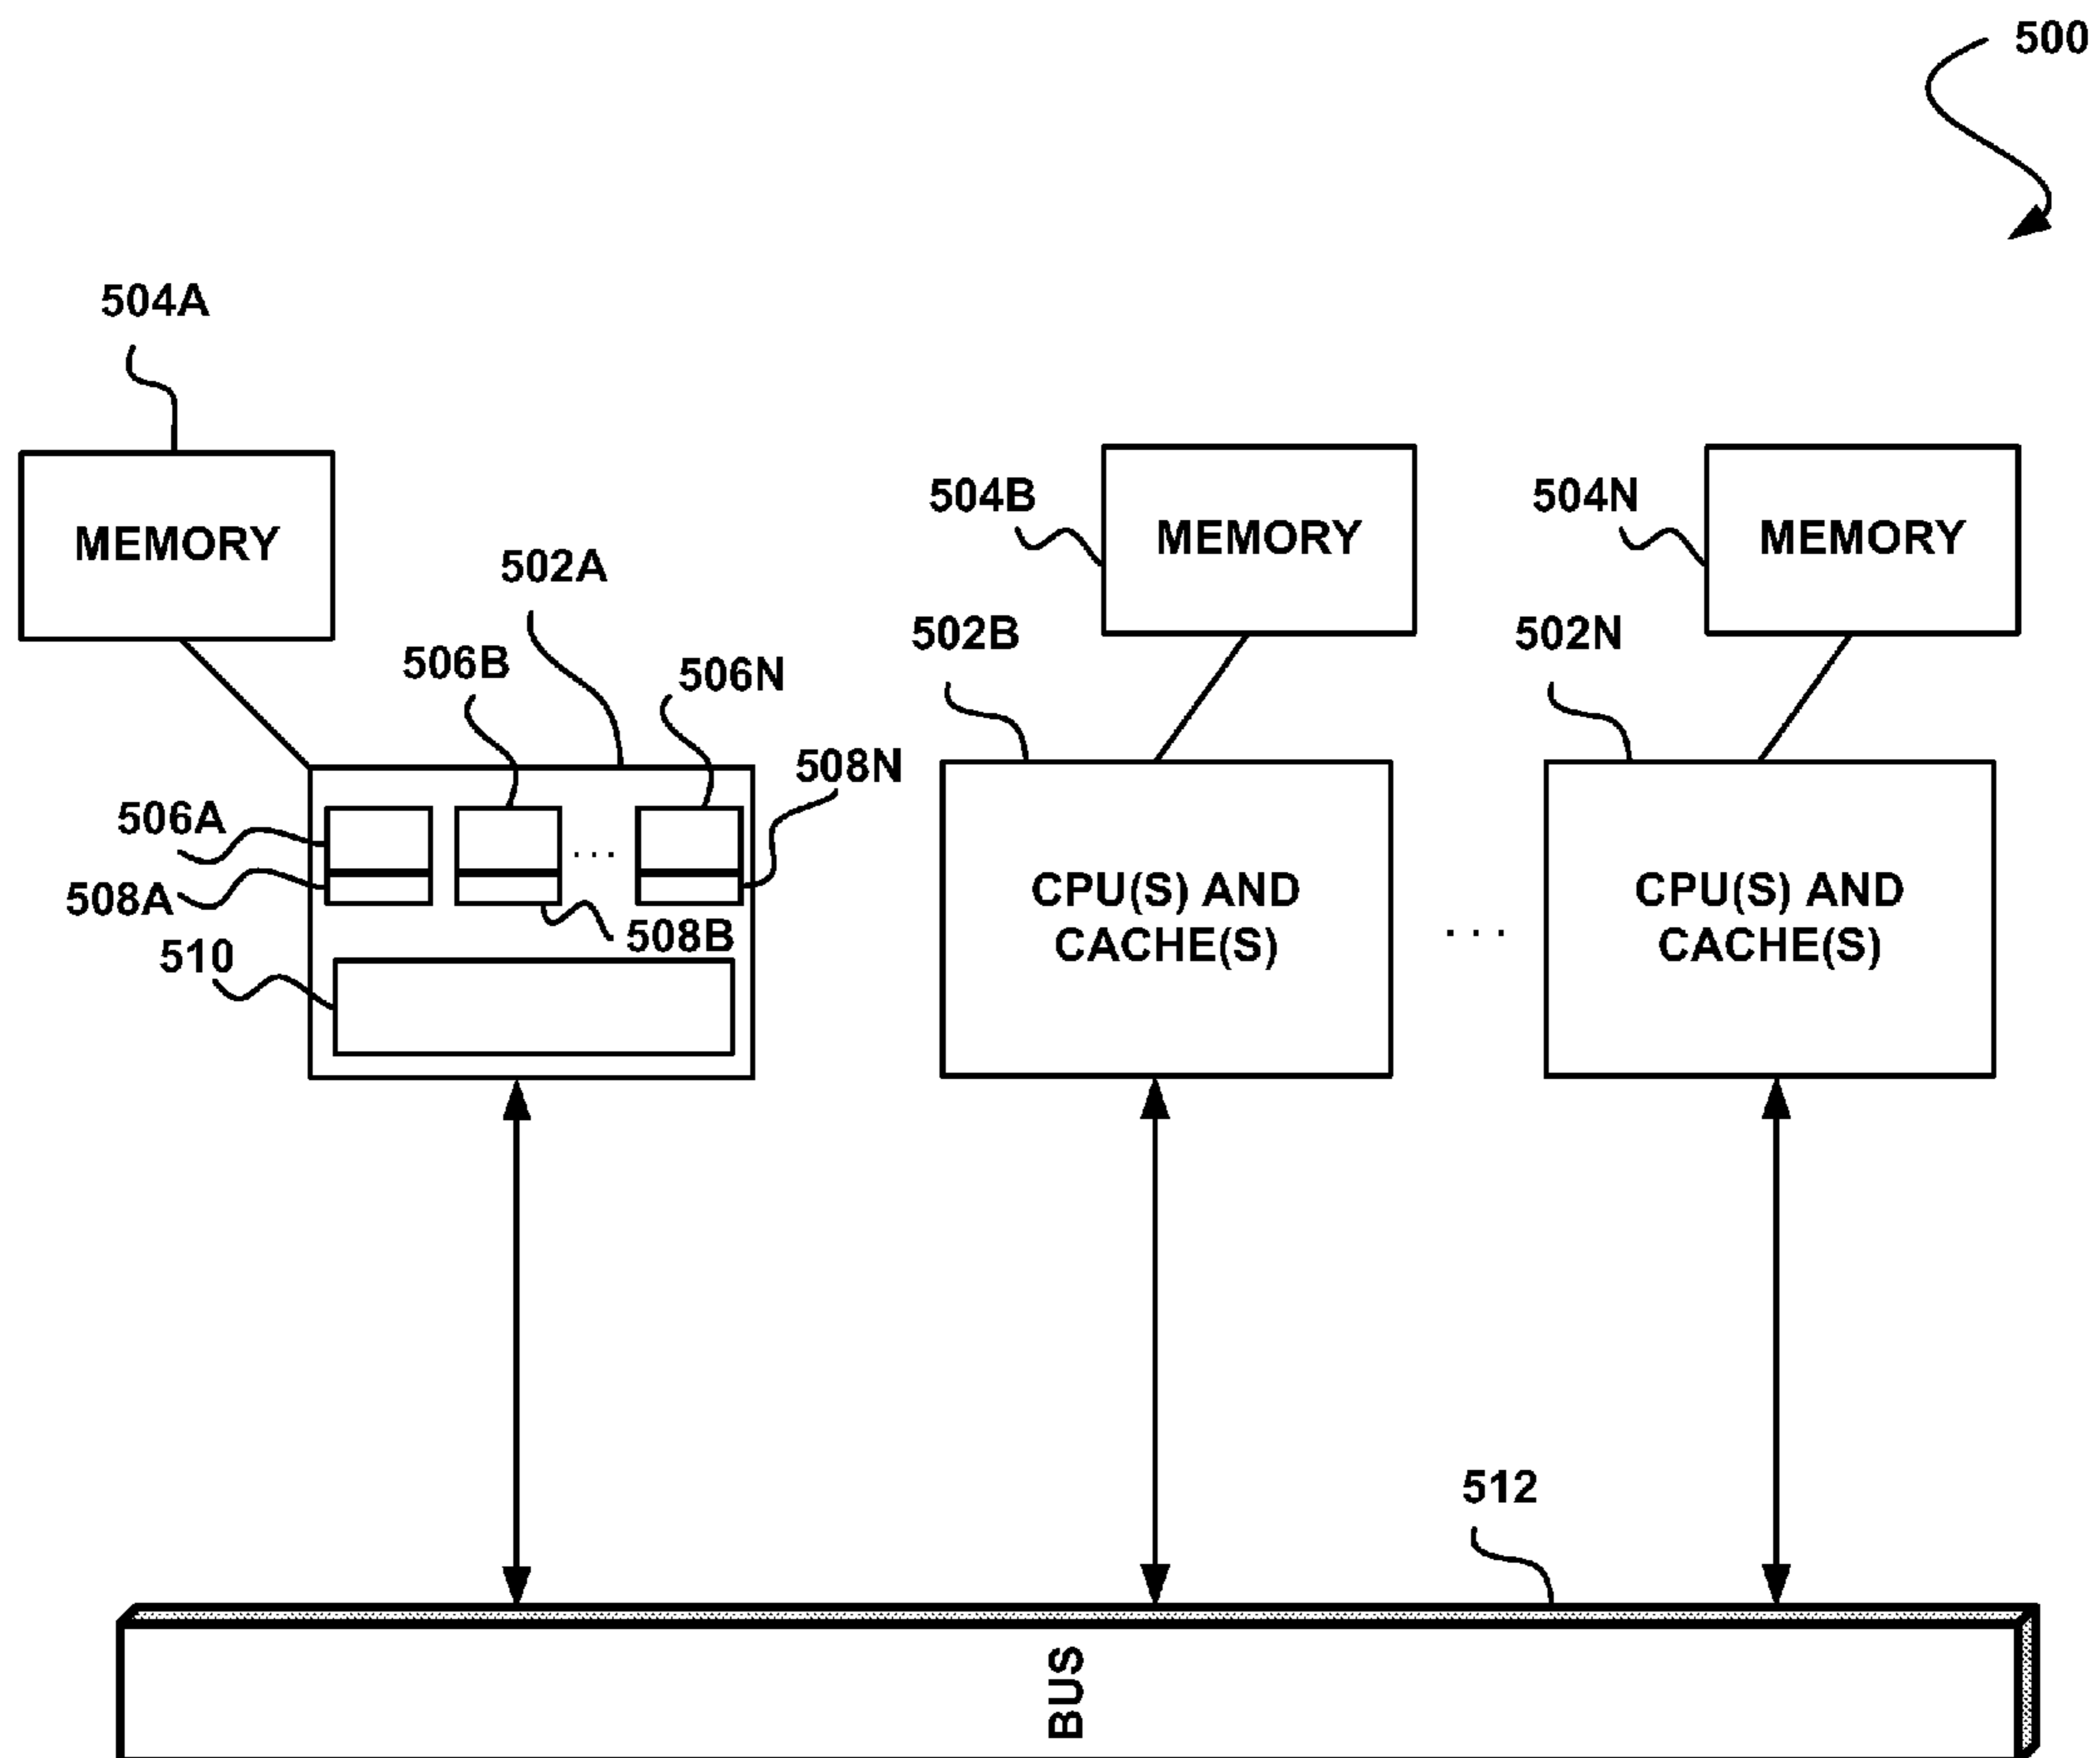 500
504A
MEMORY
504B
MEMORY
504N
MEMORY
502A
502B
502N
506B
506N
508N
506A
508A
508B
510
CPU(S) AND
CACHE(S)
. . .
CPU(S) AND
CACHE(S)
. . .
512
BUS